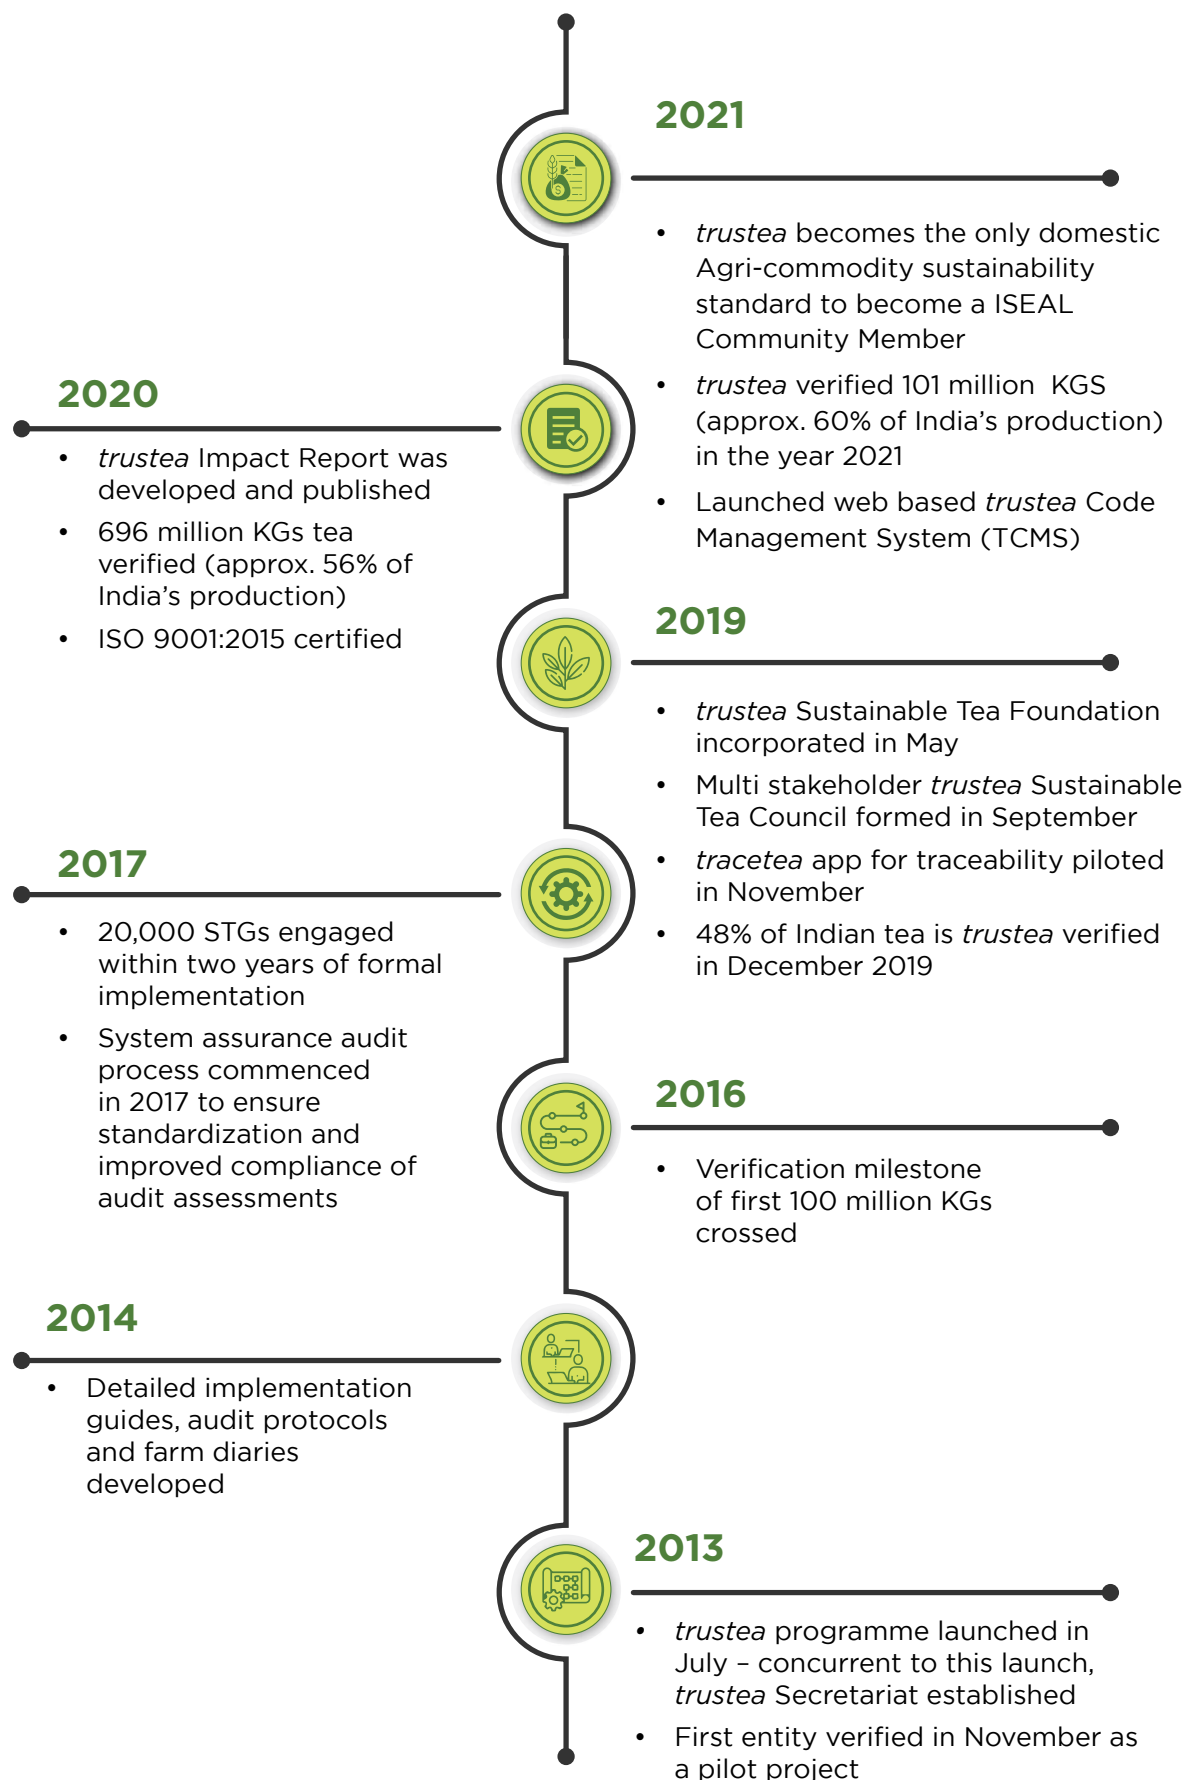 2021
• trustea becomes the only domestic
Agri-commodity sustainability
standard to become a ISEAL
Community Member
• trustea verified 101 million KGS
(approx. 60% of India's production)
in the year 2021
• Launched web based trustea Code
Management System (TCMS)
2020
• trustea Impact Report was
developed and published
• 696 million KGs tea
verified (approx. 56% of
India's production)
• ISO 9001:2015 certified
2019
• trustea Sustainable Tea Foundation
incorporated in May
• Multi stakeholder trustea Sustainable
Tea Council formed in September
• tracetea app for traceability piloted
in November
• 48% of Indian tea is trustea verified
in December 2019
2017
• 20,000 STGs engaged
within two years of formal
implementation
• System assurance audit
process commenced
in 2017 to ensure
standardization and
improved compliance of
audit assessments
2016
• Verification milestone
of first 100 million KGs
crossed
2014
• Detailed implementation
guides, audit protocols
and farm diaries
developed
2013
• trustea programme launched in
July – concurrent to this launch,
trustea Secretariat established
• First entity verified in November as
a pilot project